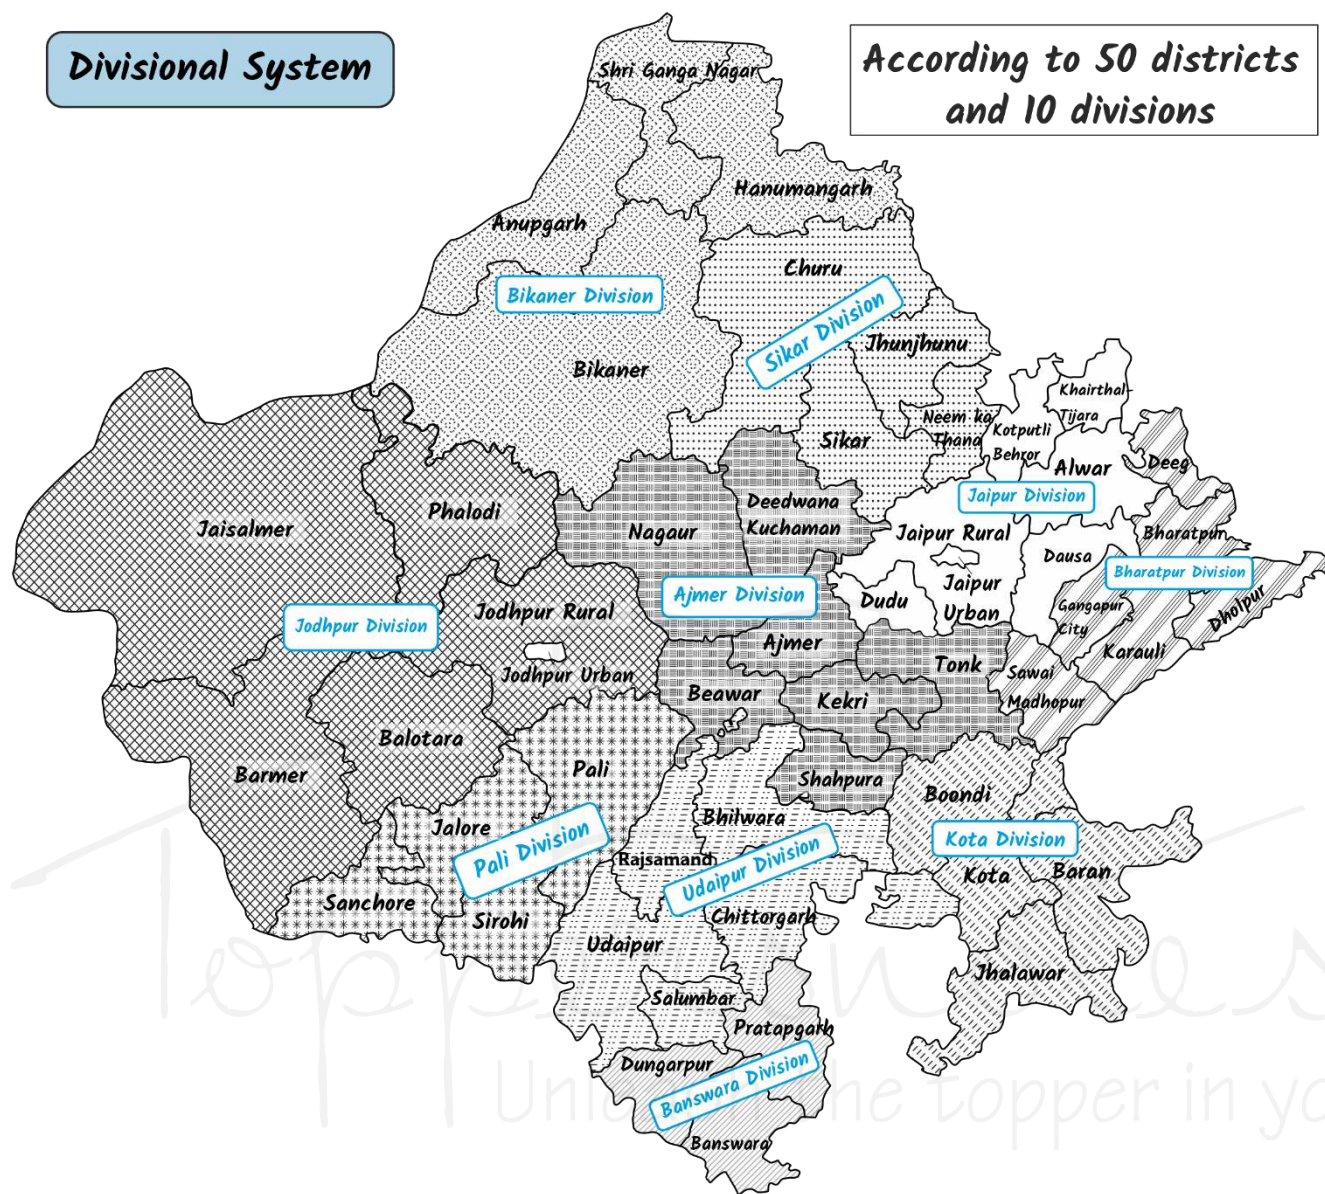 Divisional System
According to 50 districts
and 10 divisions
Shri Ganga Nagar
Hanumangarh
Anupgarh
Bikaner Division
Bikaner
Churu
Sikar Division
Jhunjhunu
Sikar
Neem ka
Thana
Khairthal-
Tijara
Kotputli
Behror
Alwar
Deeg
Jaipur Division
Jaipur Rural
Jaipur
Urban
Dausa
Dudu
Bharatpur
Bharatpur Division
Gangapur
City
Dholpur
Karauli
Sawai
Madhopur
Jaisalmer
Phalodi
Jodhpur Division
Jodhpur Rural
Jodhpur Urban
Balotara
Barmer
Nagaur
Deedwana
Kuchaman
Ajmer Division
Ajmer
Tonk
Beawar
Kekri
Shahpura
Pali
Jalore
Pali Division
Sanchore
Sirohi
Bhilwara
Rajsamand
Udaipur Division
Chittorgarh
Udaipur
Salumbar
Boondi
Kota Division
Kota
Baran
Jhalawar
Pratapgarh
Dungarpur
Banswara Division
Banswara
the topper in